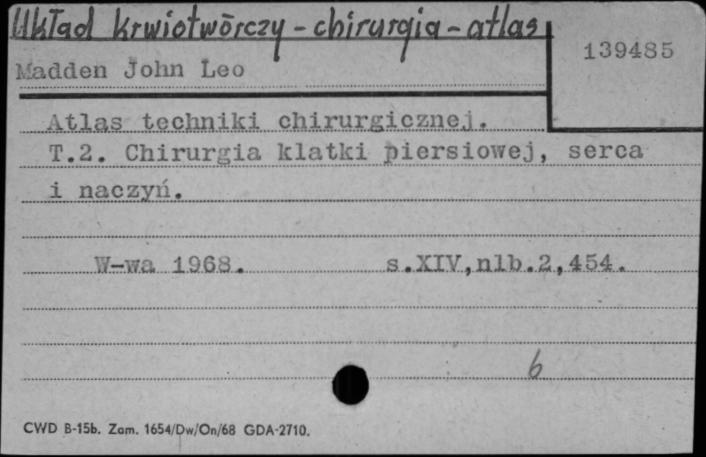 Układ krwiotwórczy - chirurgia - atlas
139485
Madden John Leo
Atlas techniki chirurgicznej.
T.2. Chirurgia klatki piersiowej, serca
i naczyń.
W-wa 1968. s.XIV,nlb.2,454.
6
CWD B-15b. Zam. 1654/Dw/On/68 GDA-2710.